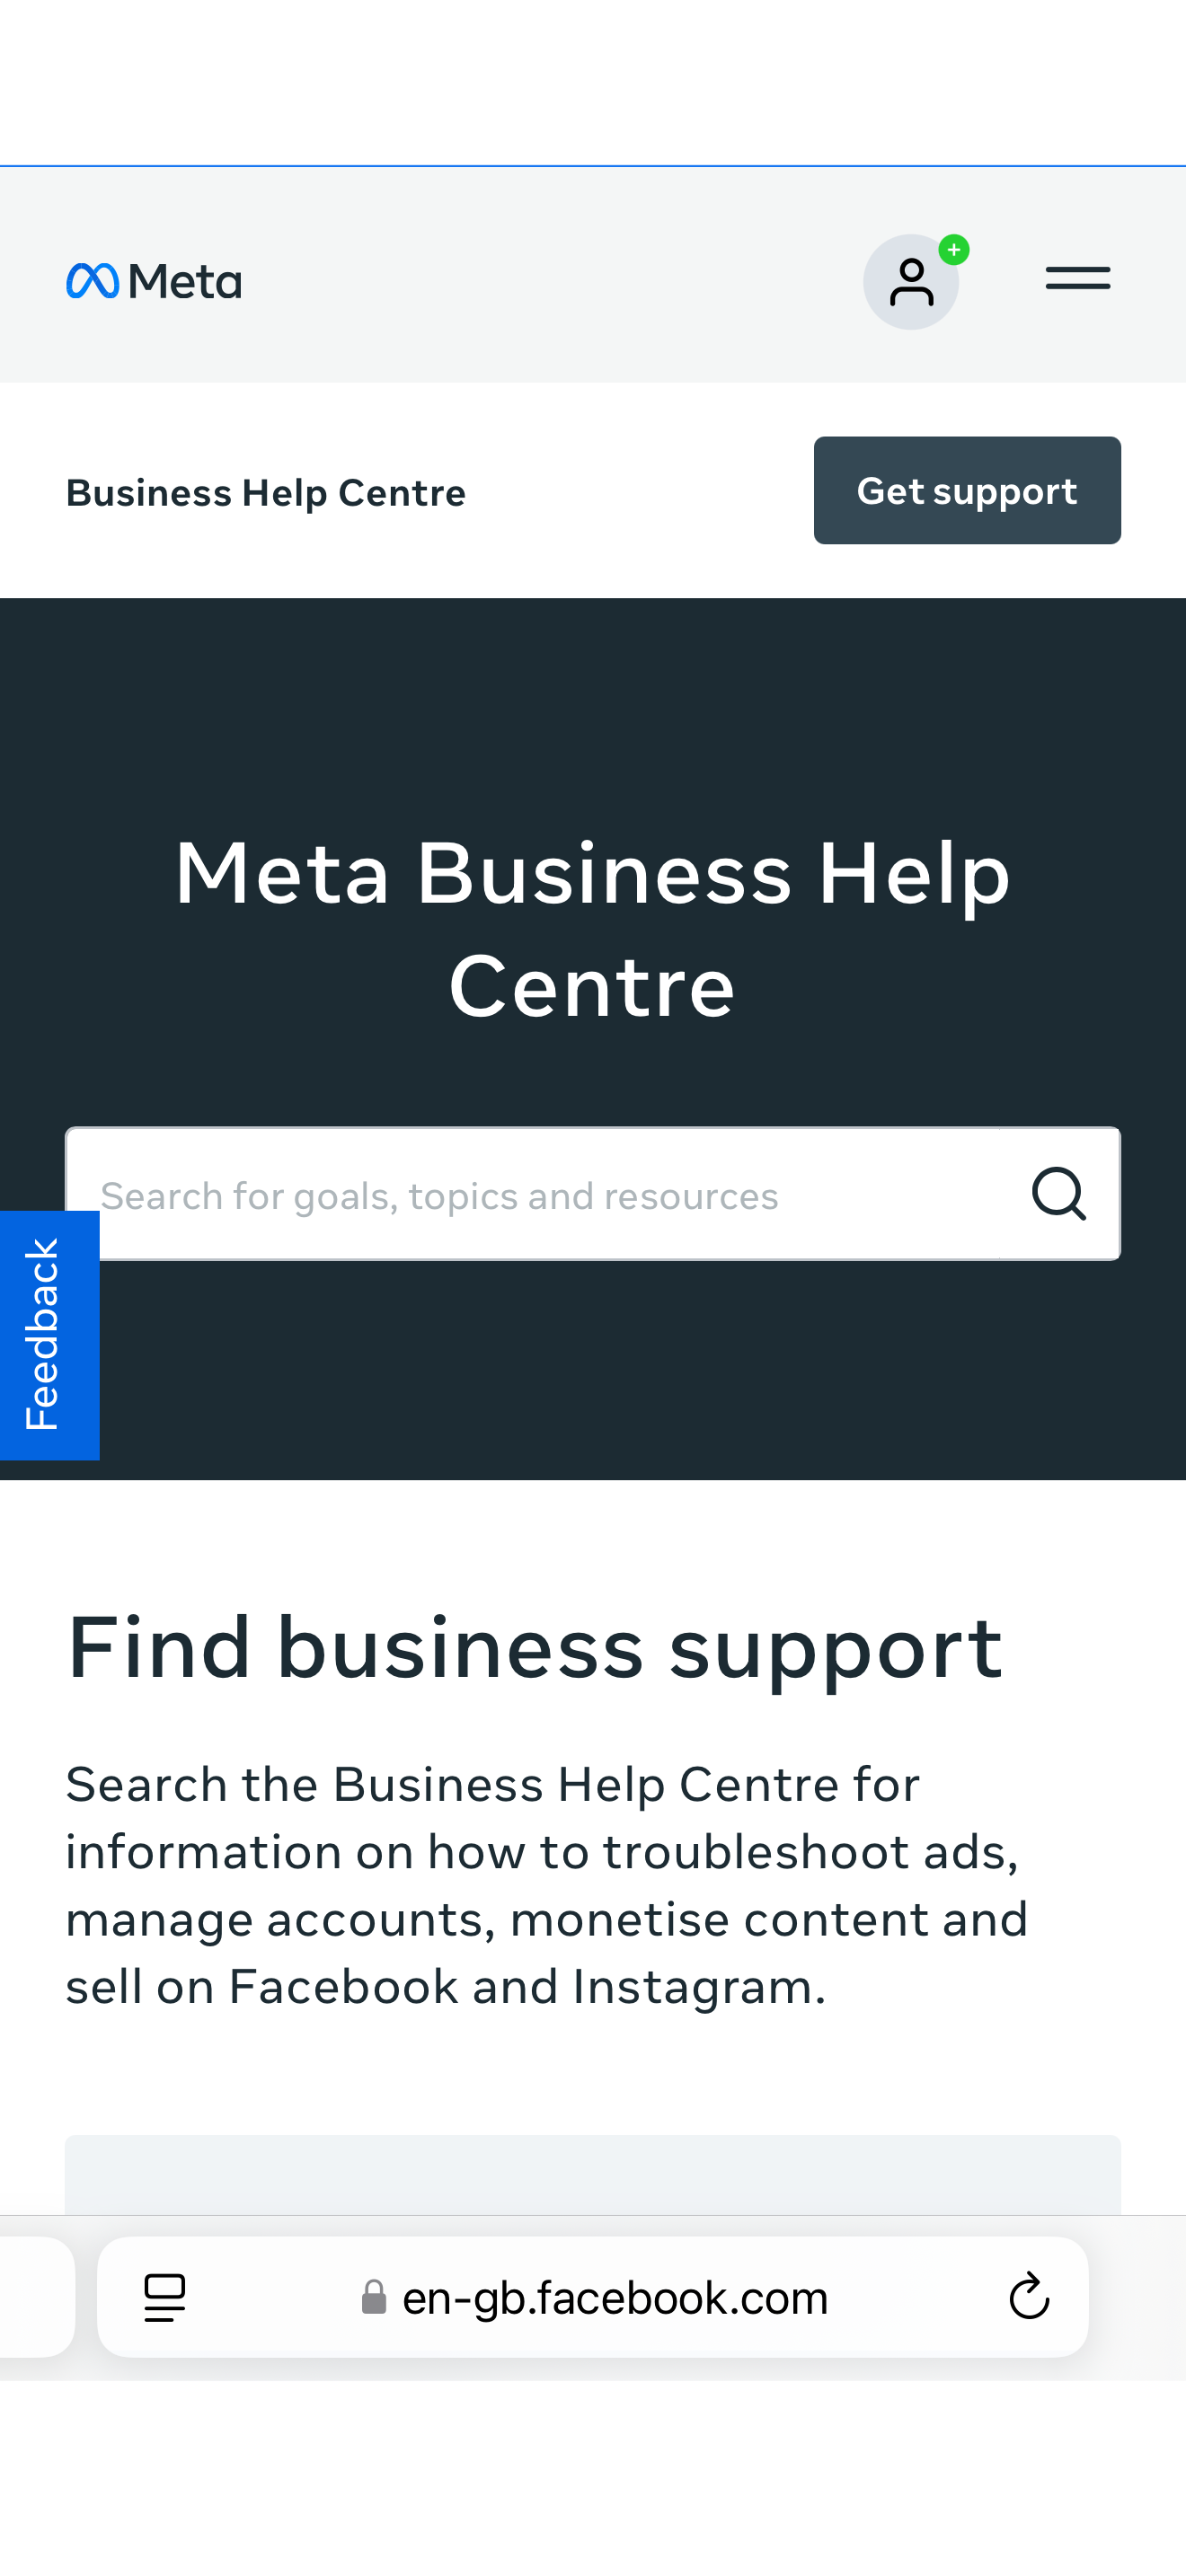 Meta
Business Help Centre
Get support
Meta Business Help
Centre
Search for goals, topics and resources
Feedback
Find business support
Search the Business Help Centre for
information on how to troubleshoot ads,
manage accounts, monetise content and
sell on Facebook and Instagram.
en-gb.facebook.com